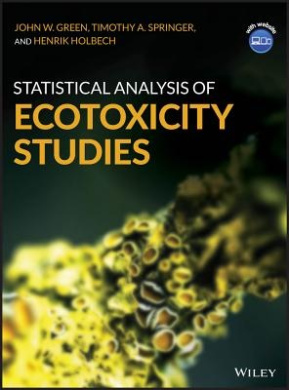 JOHN W. GREEN, TIMOTHY A. SPRINGER,
AND HENRIK HOLBECH
with website
STATISTICAL ANALYSIS OF
ECOTOXICITY
STUDIES
WILEY